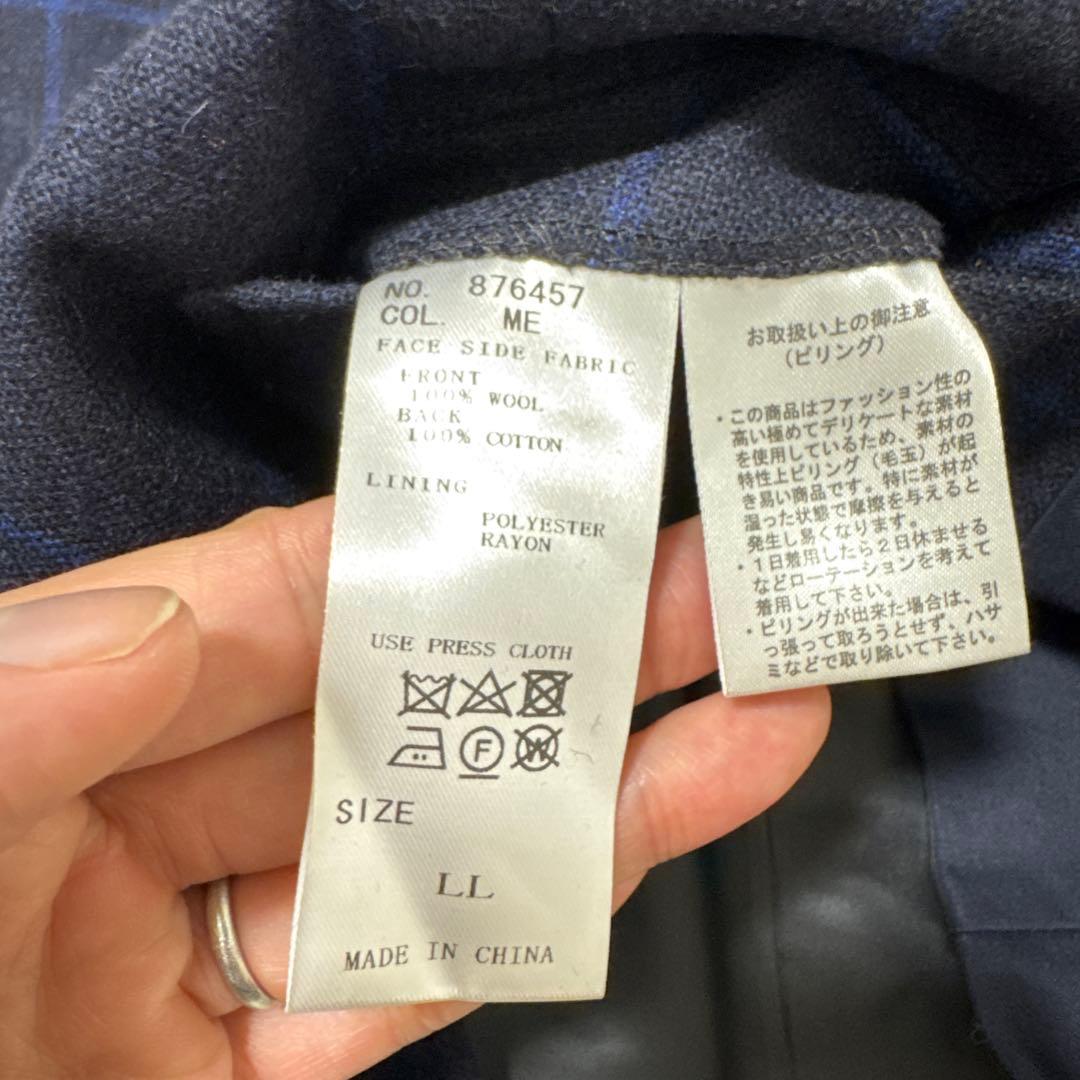 NO. 876457
COL. ME
FACE SIDE FABRIC
FRONT
100% WOOL
BACK
100% COTTON
LINING
POLYESTER
RAYON
USE PRESS CLOTH
F W
SIZE
LL
MADE IN CHINA
お取扱い上の御注意
(ピリング)
・この商品はファッション性の
高い極めてデリケートな素材
を使用しているため、素材の
特性上ピリング(毛玉)が起
き易い商品です。特に素材が
湿った状態で摩擦を与えると
発生し易くなります。
・1日着用したら2日休ませる
などローテーションを考えて
着用して下さい。
・ピリングが出来た場合は、引
っ張って取ろうとせず、ハサ
ミなどで取り除いて下さい。